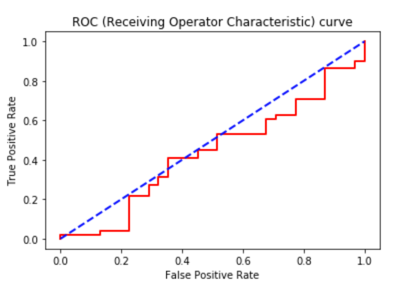 ROC (Receiving Operator Characteristic) curve
True Positive Rate
1.0
0.8
0.6
0.4
0.2
0.0
0.0 0.2 0.4 0.6 0.8 1.0
False Positive Rate